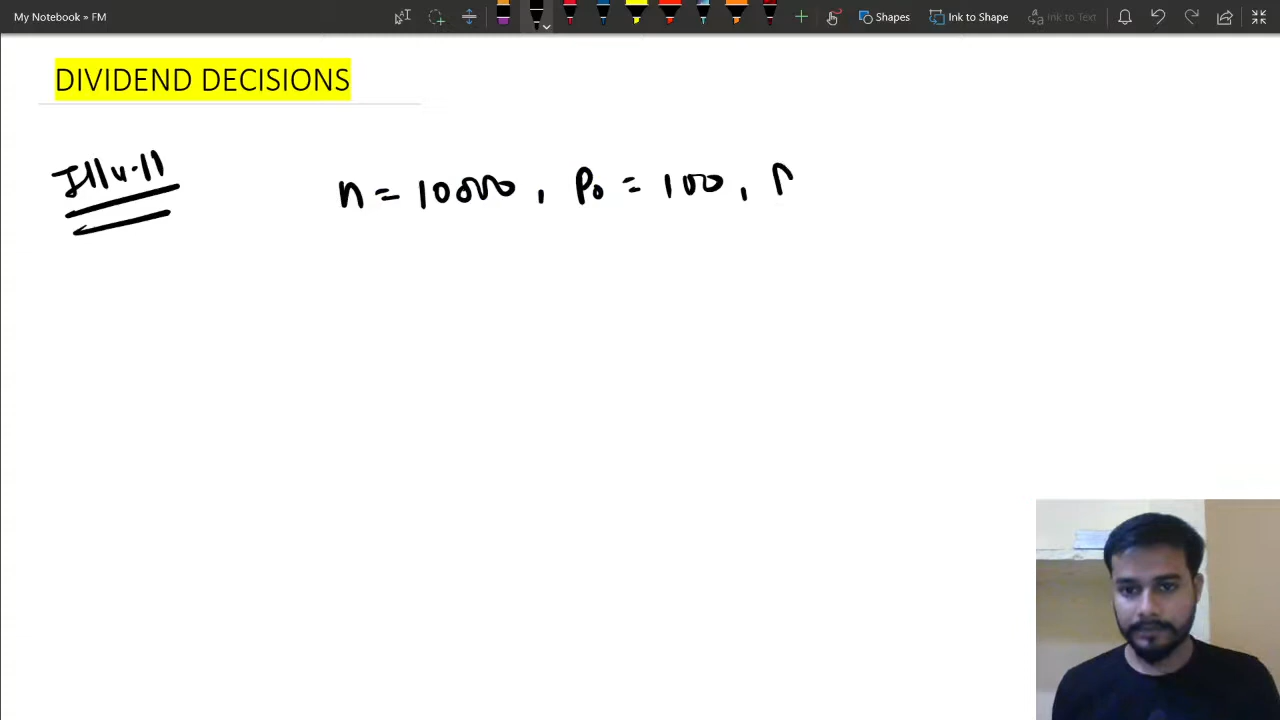 My Notebook » FM
Shapes
Ink to Shape
Ink to Text
DIVIDEND DECISIONS
Illu.11
n = 10000, P0 = 100,